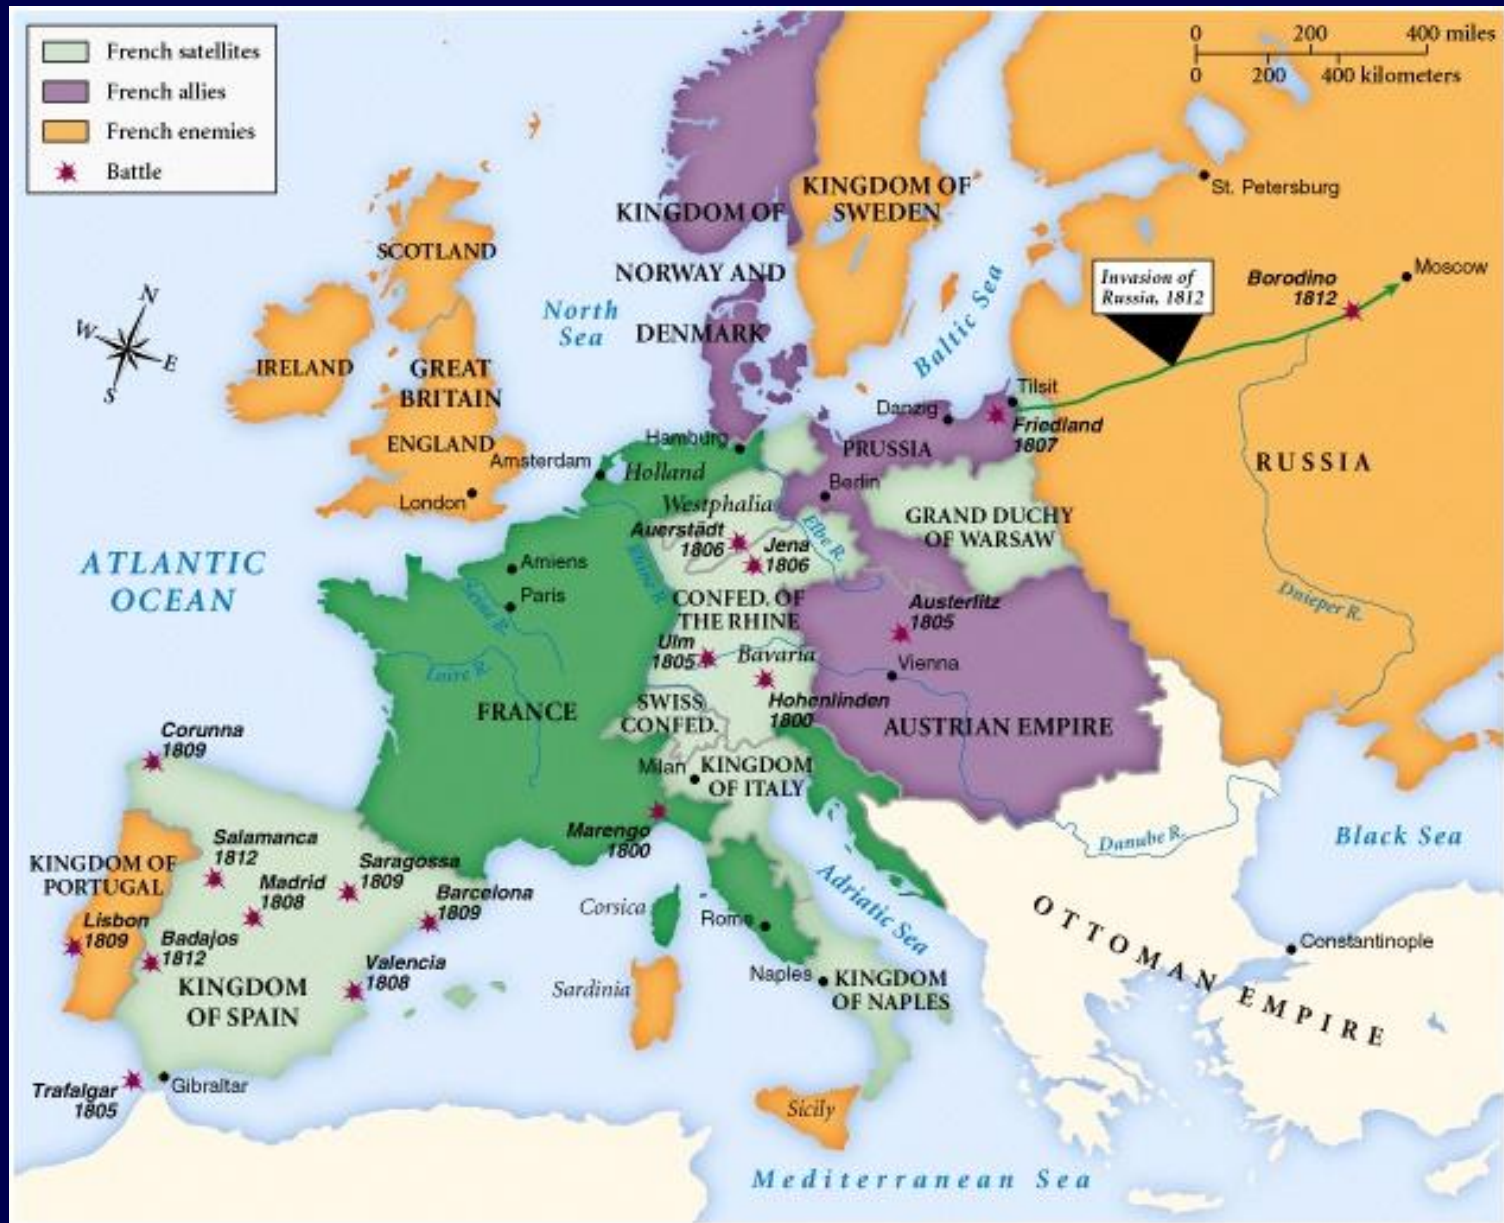 French satellites
French allies
French enemies
Battle
0 200 400 miles
0 200 400 kilometers
N
W
E
S
St. Petersburg
KINGDOM OF
SWEDEN
KINGDOM OF
NORWAY AND
DENMARK
SCOTLAND
North
Sea
Baltic Sea
Invasion of
Russia, 1812
Borodino
1812
Moscow
IRELAND
GREAT
BRITAIN
ENGLAND
London
Amsterdam
Hamburg
Holland
Danzig
Tilsit
Friedland
1807
PRUSSIA
Berlin
RUSSIA
Westphalia
Auerstädt
1806
Jena
1806
Elbe R.
Rhine R.
GRAND DUCHY
OF WARSAW
ATLANTIC
OCEAN
Amiens
Paris
Seine R.
Loire R.
FRANCE
CONFED. OF
THE RHINE
Ulm
1805
Bavaria
Austerlitz
1805
Vienna
Dnieper R.
SWISS
CONFED.
Hohenlinden
1800
AUSTRIAN EMPIRE
Corunna
1809
Milan
KINGDOM
OF ITALY
Marengo
1800
Danube R.
Black Sea
KINGDOM OF
PORTUGAL
Salamanca
1812
Saragossa
1809
Madrid
1808
Barcelona
1809
Lisbon
1809
Badajos
1812
Valencia
1808
KINGDOM
OF SPAIN
Corsica
Rome
Adriatic Sea
Sardinia
Naples
KINGDOM
OF NAPLES
OTTOMAN EMPIRE
Constantinople
Trafalgar
1805
Gibraltar
Sicily
Mediterranean Sea